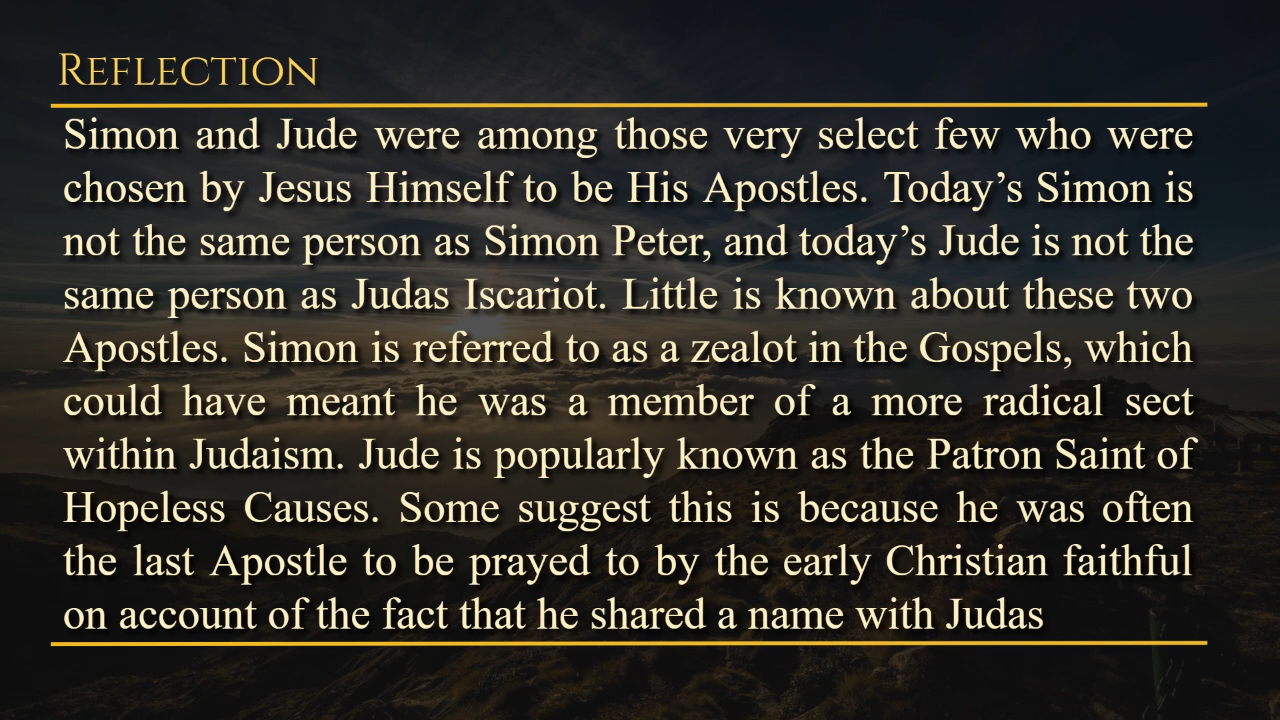 Reflection
Simon and Jude were among those very select few who were
chosen by Jesus Himself to be His Apostles. Today’s Simon is
not the same person as Simon Peter, and today’s Jude is not the
same person as Judas Iscariot. Little is known about these two
Apostles. Simon is referred to as a zealot in the Gospels, which
could have meant he was a member of a more radical sect
within Judaism. Jude is popularly known as the Patron Saint of
Hopeless Causes. Some suggest this is because he was often
the last Apostle to be prayed to by the early Christian faithful
on account of the fact that he shared a name with Judas